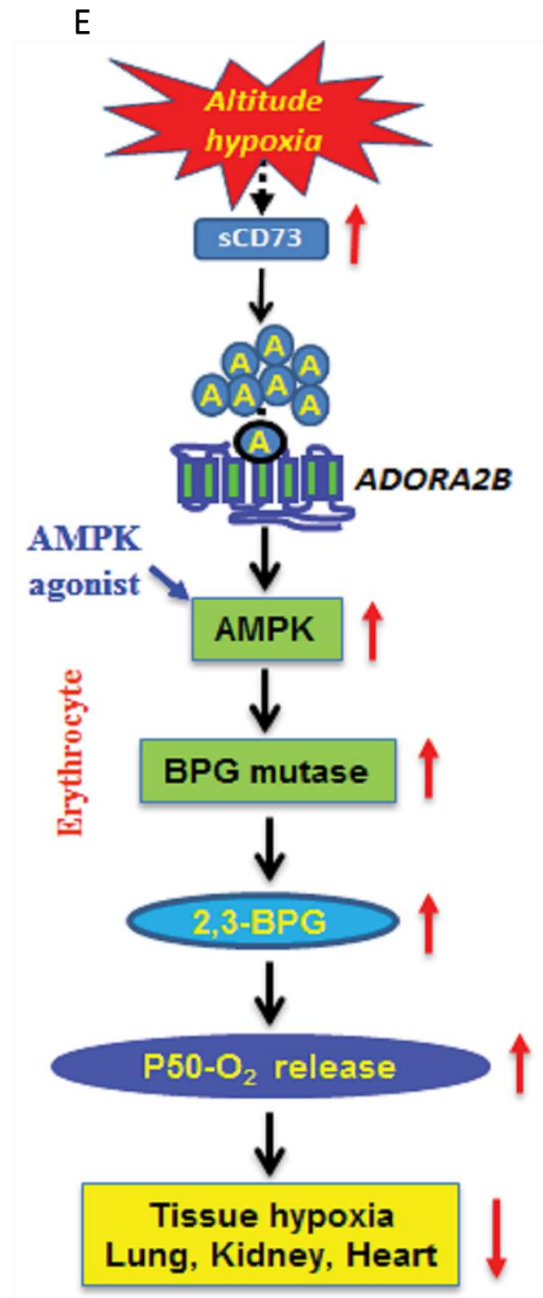 E
Altitude
hypoxia
sCD73
A
A
A
A
A
A
A
A
ADORA2B
AMPK
agonist
AMPK
Erythrocyte
BPG mutase
2,3-BPG
P50-O₂ release
Tissue hypoxia
Lung, Kidney, Heart